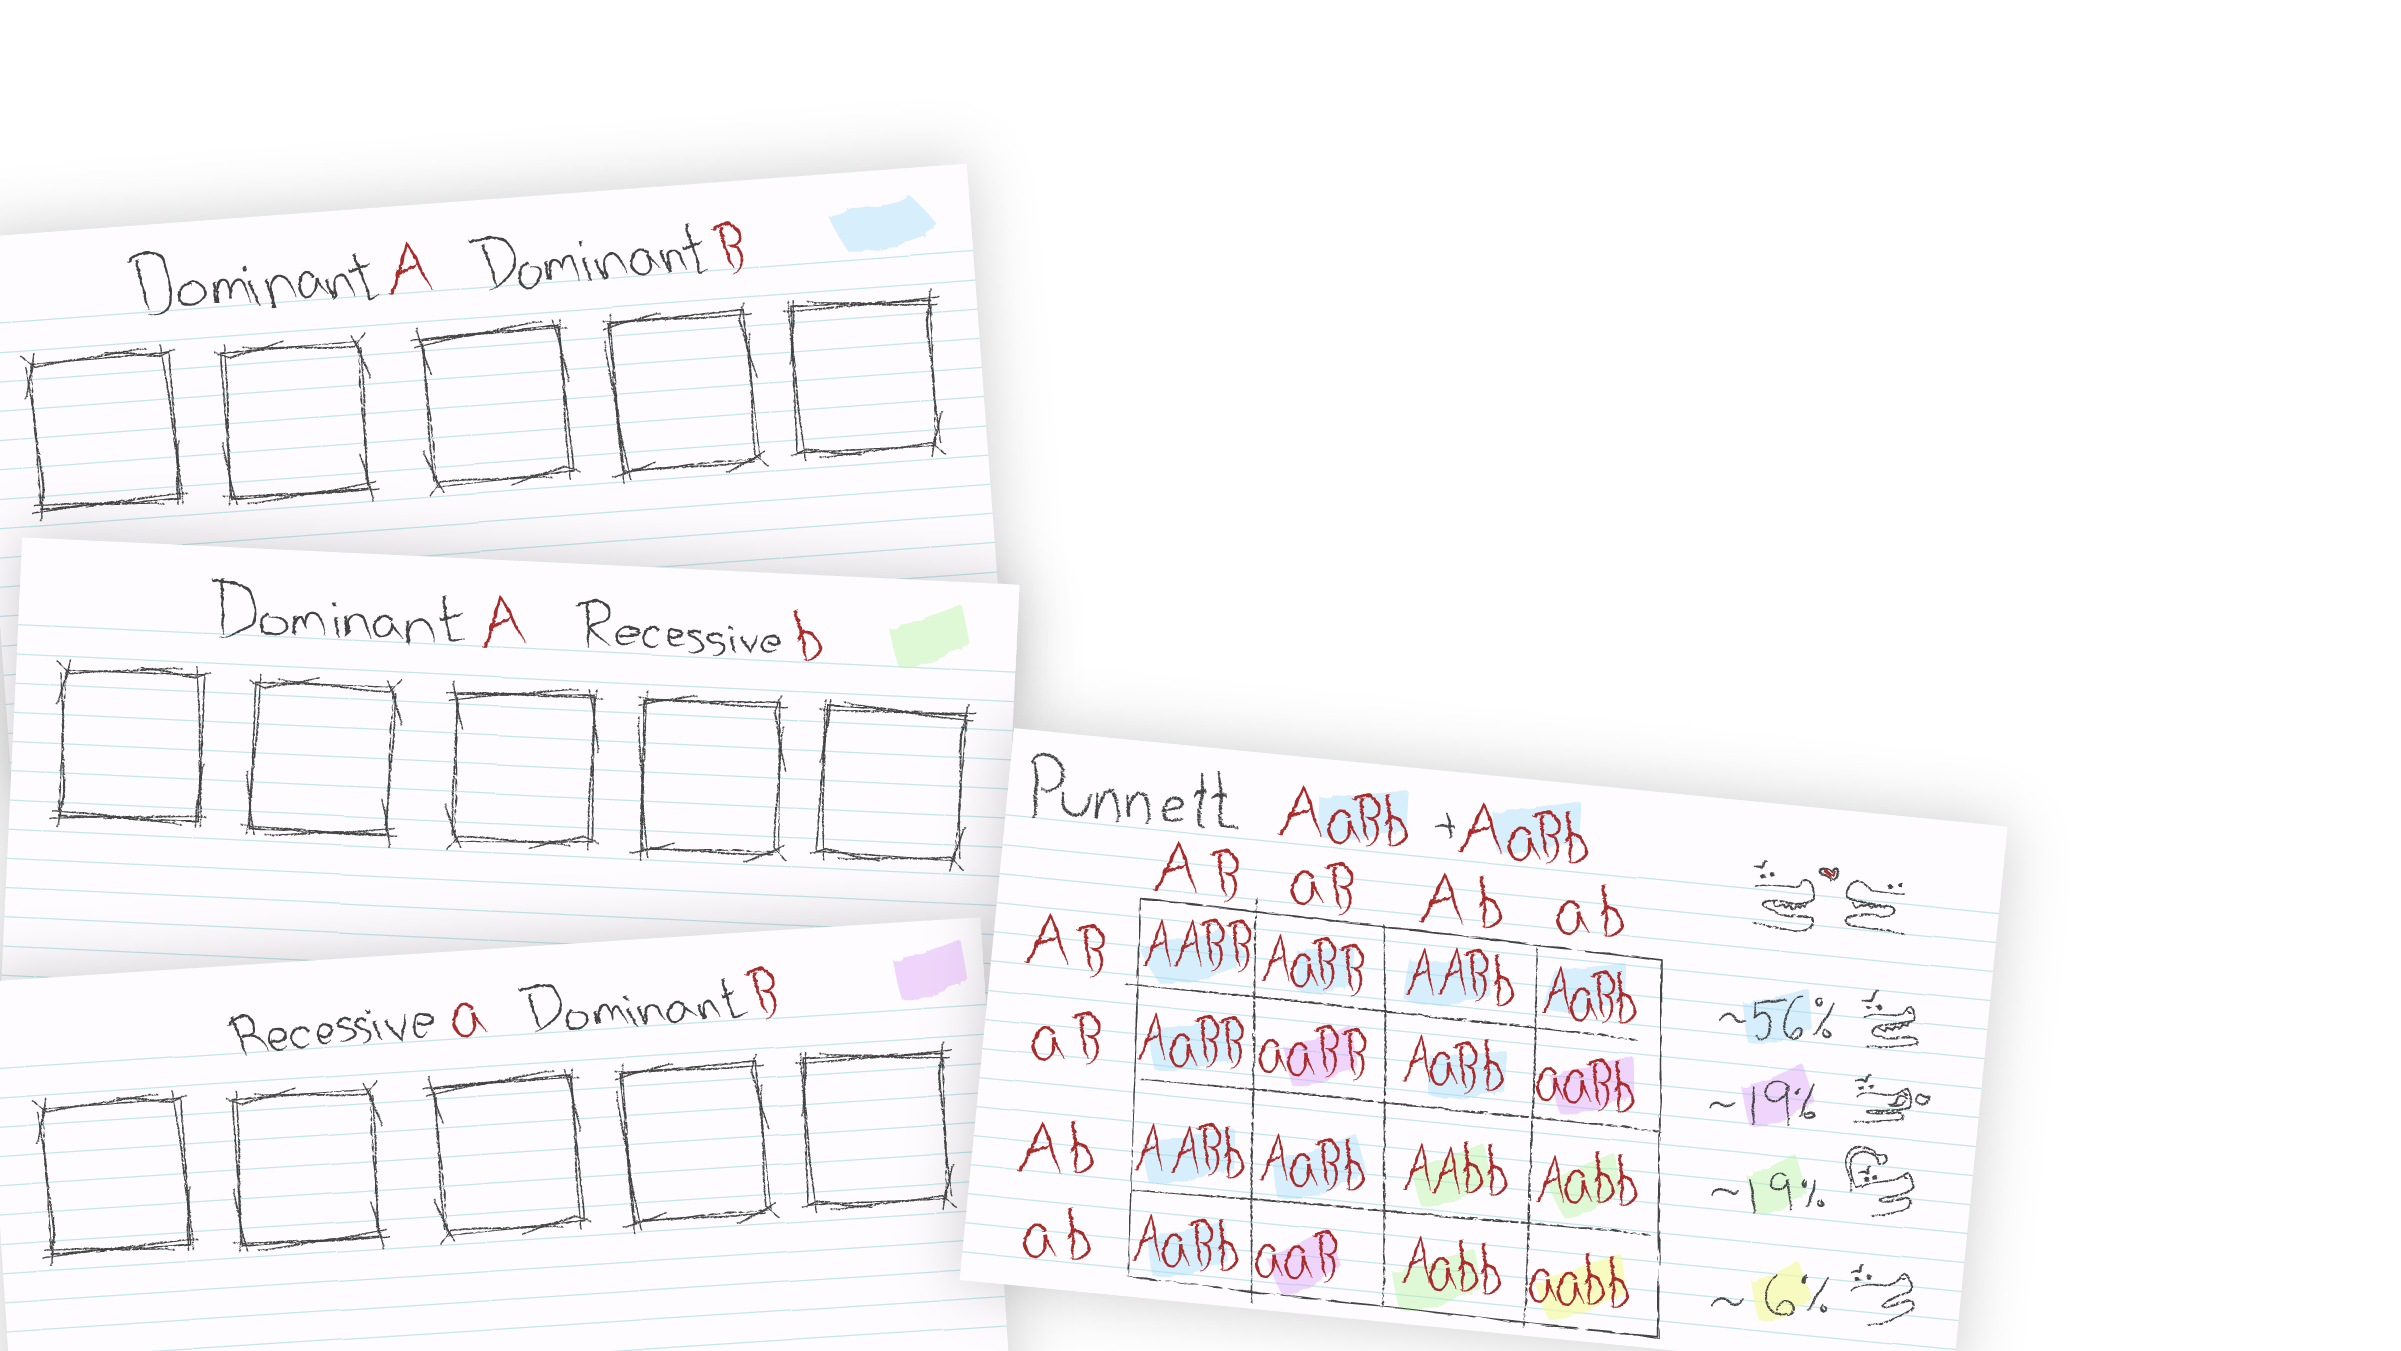 Dominant A Dominant B
Dominant A Recessive b
Recessive a Dominant B
Punnett AaBb + AaBb
AB aB Ab ab
AB AABB AaBB AABb AaBb
aB AaBB aaBB AaBb aaBb
Ab AABb AaBb AAbb Aabb
ab AaBb aaB Aabb aabb
~56%
~19%
~19%
~6%